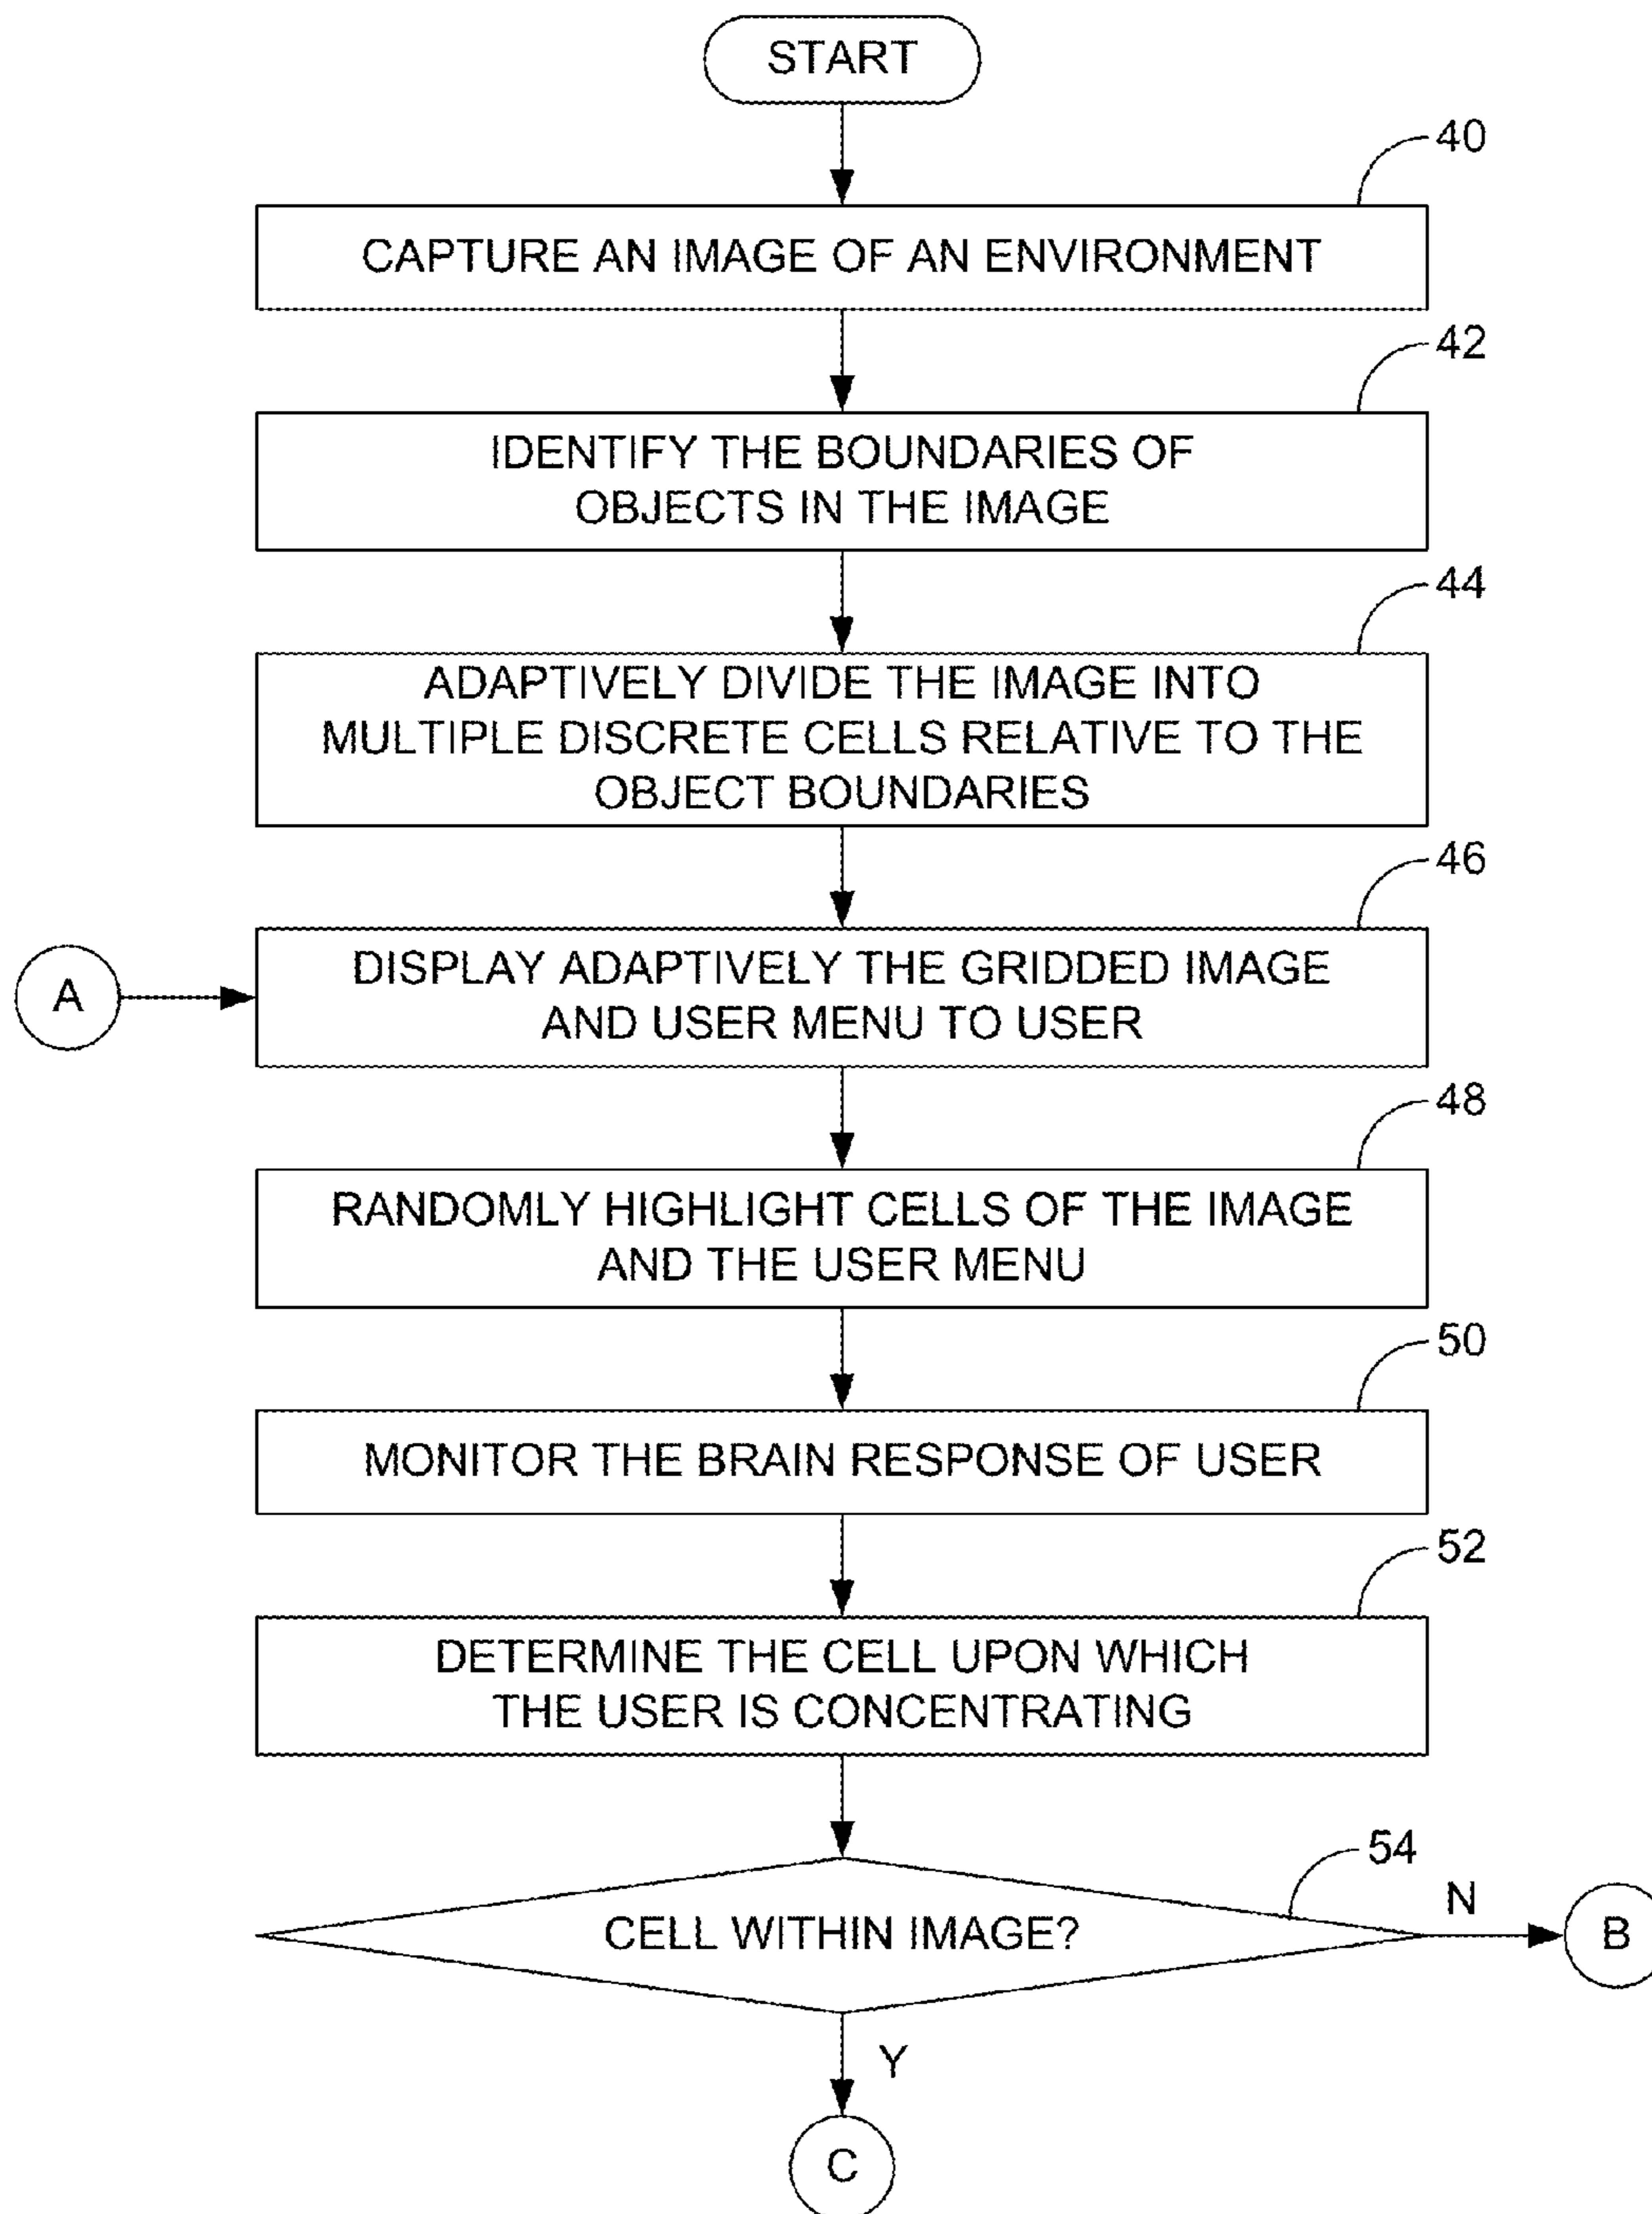 START
40
CAPTURE AN IMAGE OF AN ENVIRONMENT
42
IDENTIFY THE BOUNDARIES OF
OBJECTS IN THE IMAGE
44
ADAPTIVELY DIVIDE THE IMAGE INTO
MULTIPLE DISCRETE CELLS RELATIVE TO THE
OBJECT BOUNDARIES
46
A
DISPLAY ADAPTIVELY THE GRIDDED IMAGE
AND USER MENU TO USER
48
RANDOMLY HIGHLIGHT CELLS OF THE IMAGE
AND THE USER MENU
50
MONITOR THE BRAIN RESPONSE OF USER
52
DETERMINE THE CELL UPON WHICH
THE USER IS CONCENTRATING
54
CELL WITHIN IMAGE?
N
B
Y
C